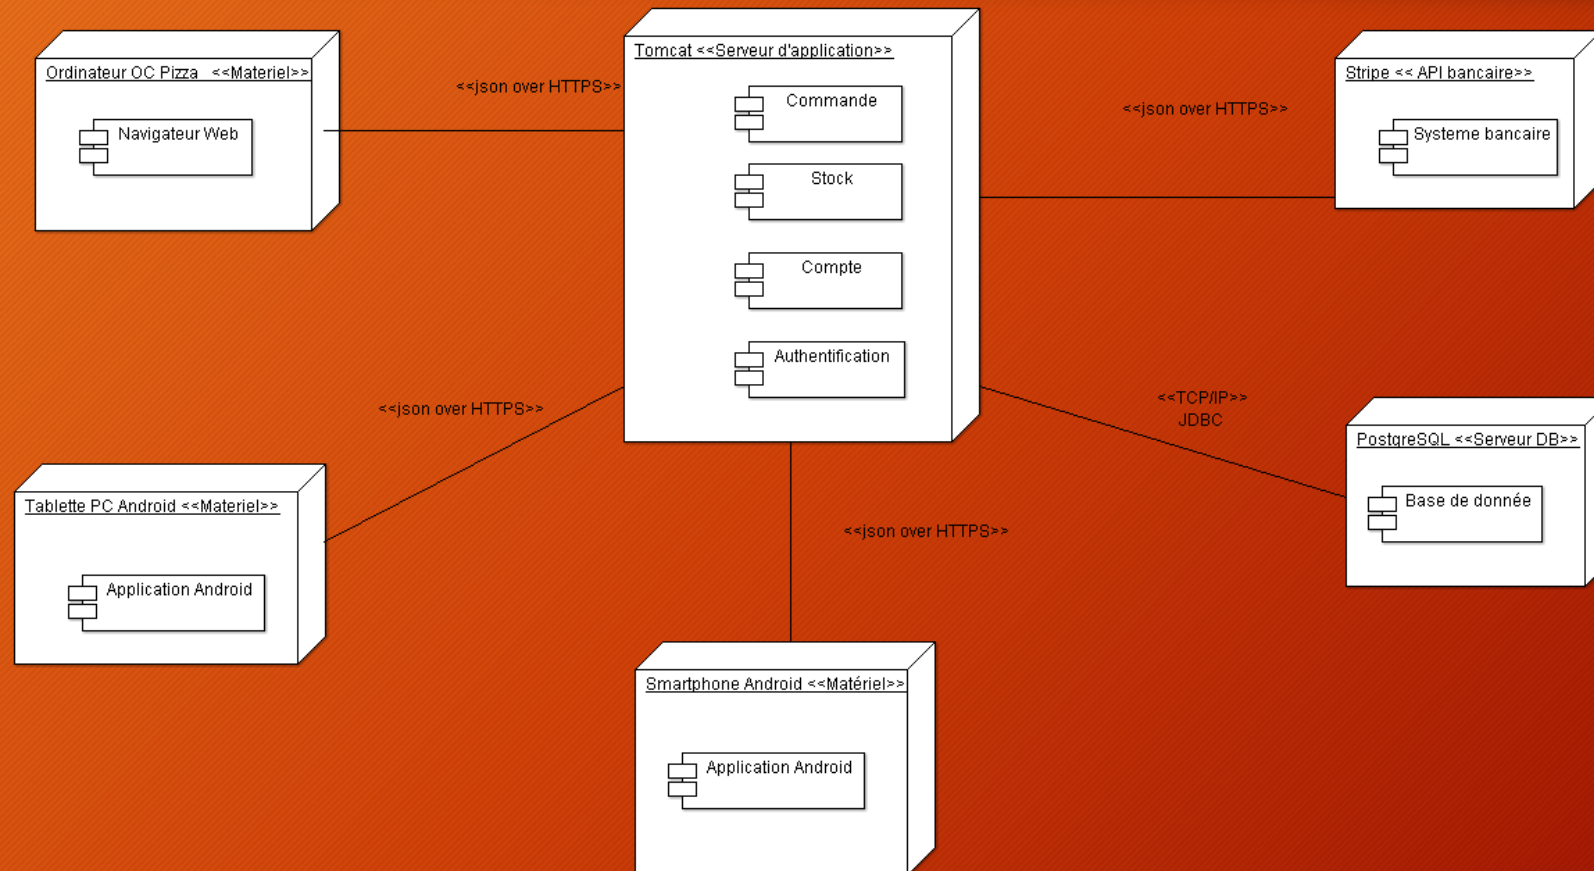 Ordinateur OC Pizza <<Materiel>>
Navigateur Web
<<json over HTTPS>>
Tomcat <<Serveur d'application>>
Commande
Stock
Compte
Authentification
<<json over HTTPS>>
Stripe << API bancaire>>
Systeme bancaire
<<json over HTTPS>>
Tablette PC Android <<Materiel>>
Application Android
<<TCP/IP>>
JDBC
PostgreSQL <<Serveur DB>>
Base de donnée
<<json over HTTPS>>
Smartphone Android <<Matériel>>
Application Android